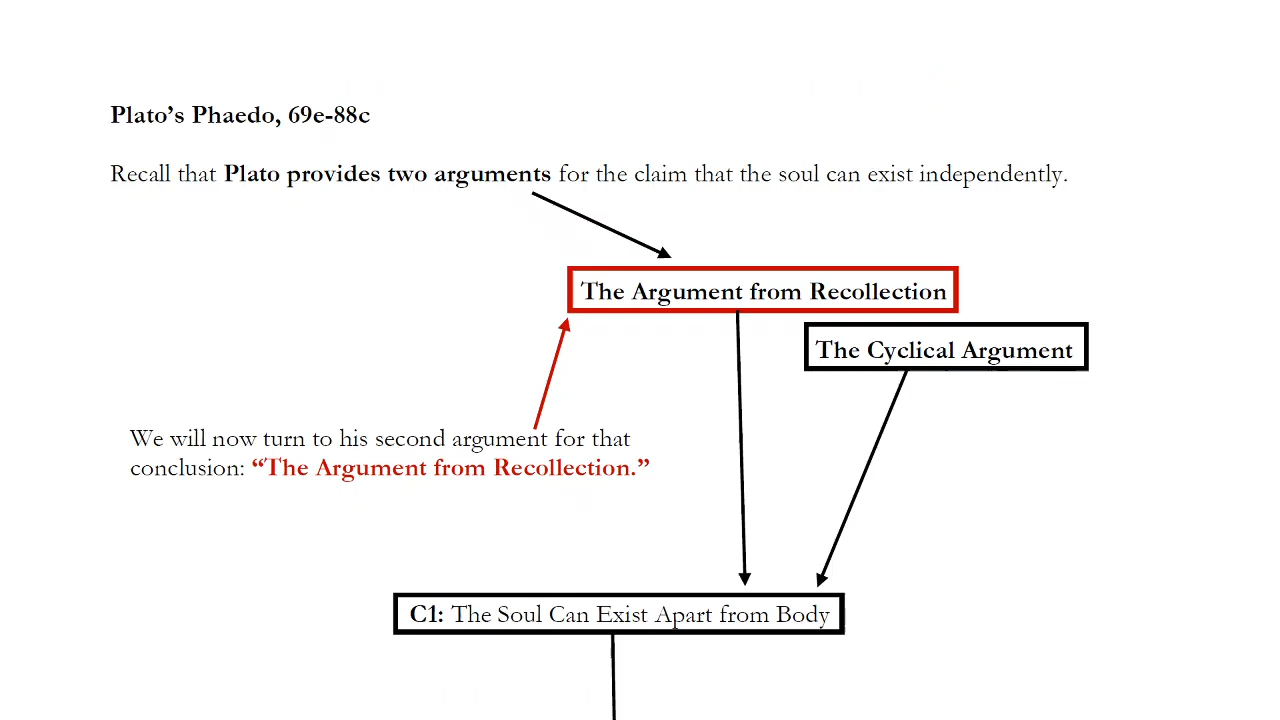 Plato’s Phaedo, 69e-88c
Recall that Plato provides two arguments for the claim that the soul can exist independently.
The Argument from Recollection
The Cyclical Argument
We will now turn to his second argument for that
conclusion: “The Argument from Recollection.”
C1: The Soul Can Exist Apart from Body